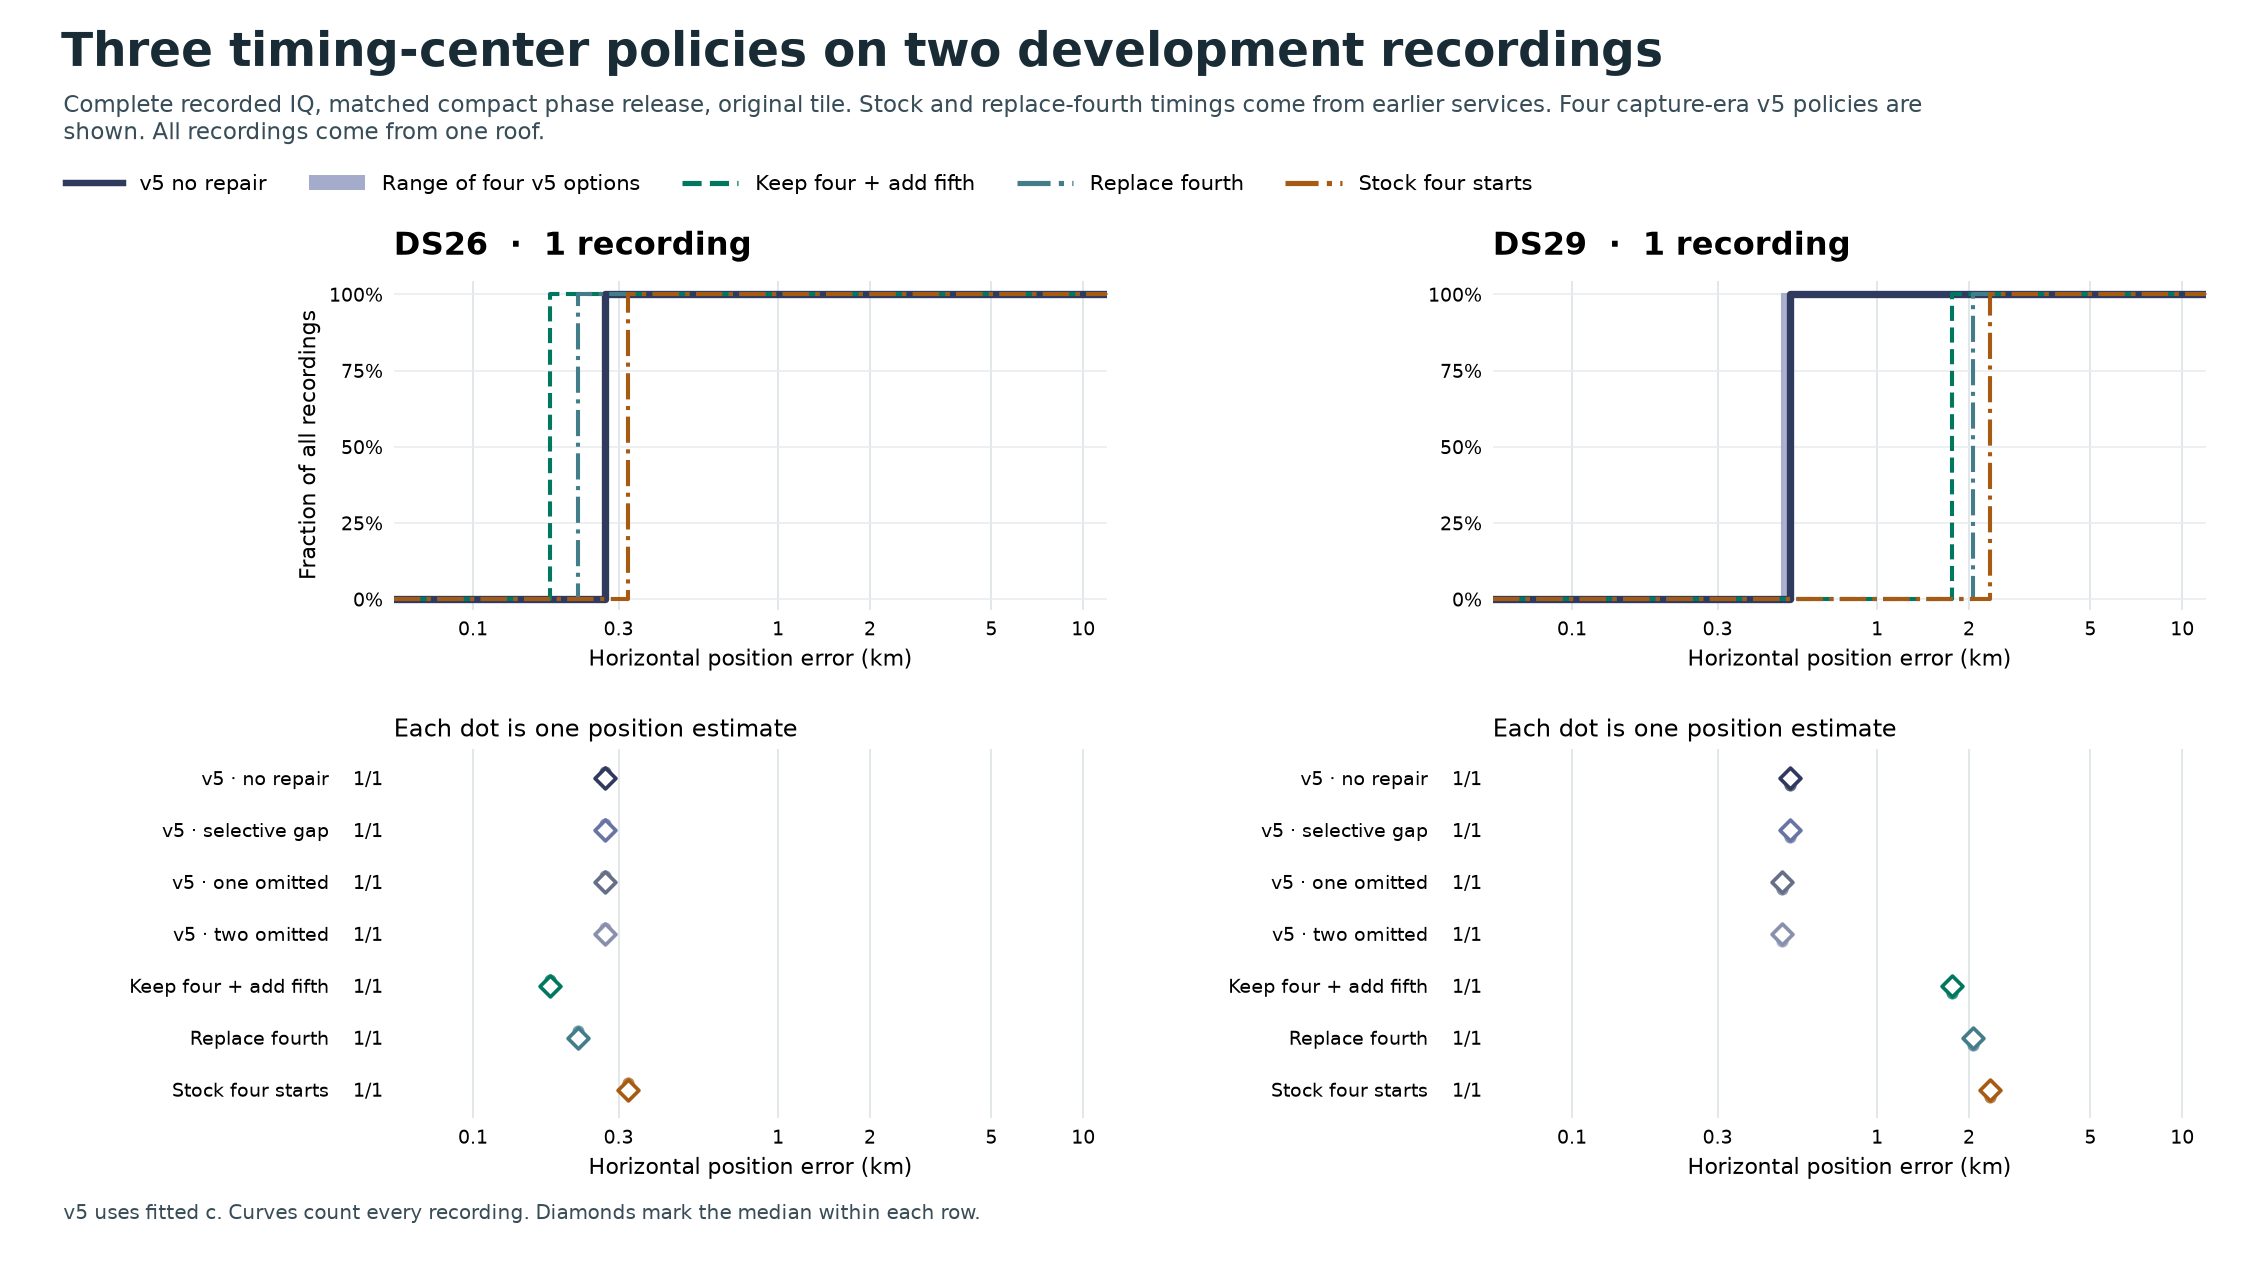 Three timing-center policies on two development recordings
Complete recorded IQ, matched compact phase release, original tile. Stock and replace-fourth timings come from earlier services. Four capture-era v5 policies are
shown. All recordings come from one roof.
v5 no repair
Range of four v5 options
Keep four + add fifth
Replace fourth
Stock four starts
DS26 · 1 recording
Fraction of all recordings
100%
75%
50%
25%
0%
0.1 0.3 1 2 5 10
Horizontal position error (km)
DS29 · 1 recording
100%
75%
50%
25%
0%
0.1 0.3 1 2 5 10
Horizontal position error (km)
Each dot is one position estimate
v5 · no repair 1/1
v5 · selective gap 1/1
v5 · one omitted 1/1
v5 · two omitted 1/1
Keep four + add fifth 1/1
Replace fourth 1/1
Stock four starts 1/1
0.1 0.3 1 2 5 10
Horizontal position error (km)
Each dot is one position estimate
v5 · no repair 1/1
v5 · selective gap 1/1
v5 · one omitted 1/1
v5 · two omitted 1/1
Keep four + add fifth 1/1
Replace fourth 1/1
Stock four starts 1/1
0.1 0.3 1 2 5 10
Horizontal position error (km)
v5 uses fitted c. Curves count every recording. Diamonds mark the median within each row.